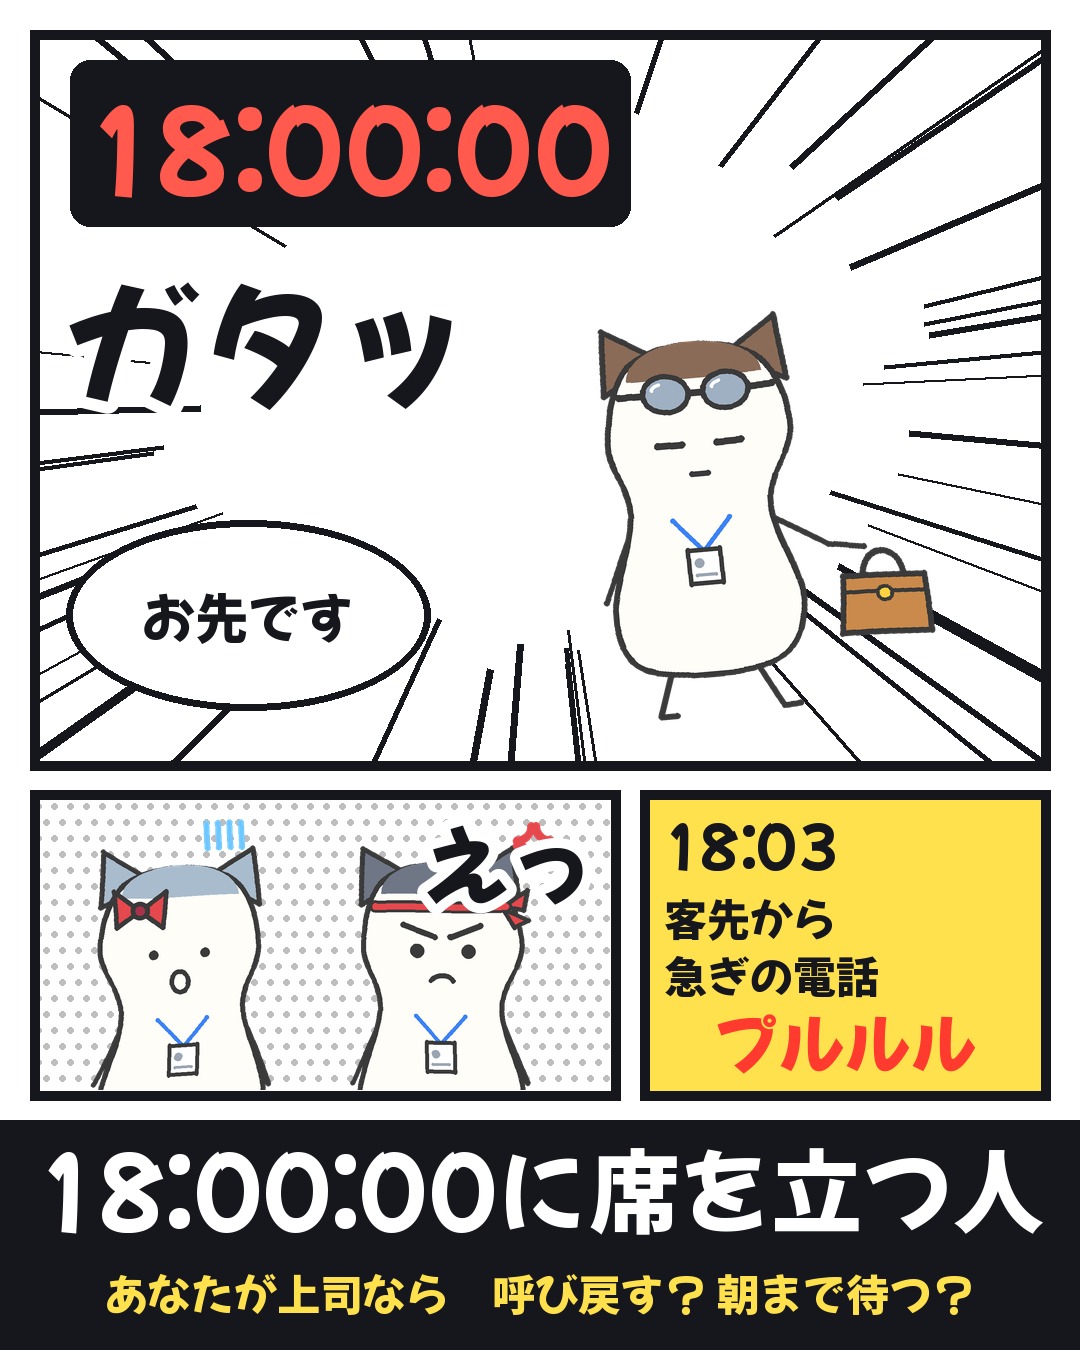 18:00:00
ガタッ
お先です
えっ
18:03
客先から
急ぎの電話
プルルル
18:00:00に席を立つ人
あなたが上司なら　呼び戻す？朝まで待つ？